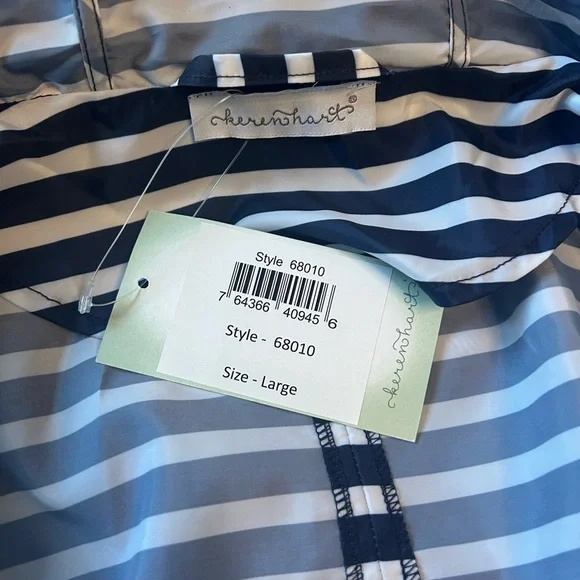 kerenhart®
Style 68010
7 64366 40945 6
Style - 68010
Size - Large
kerenhart